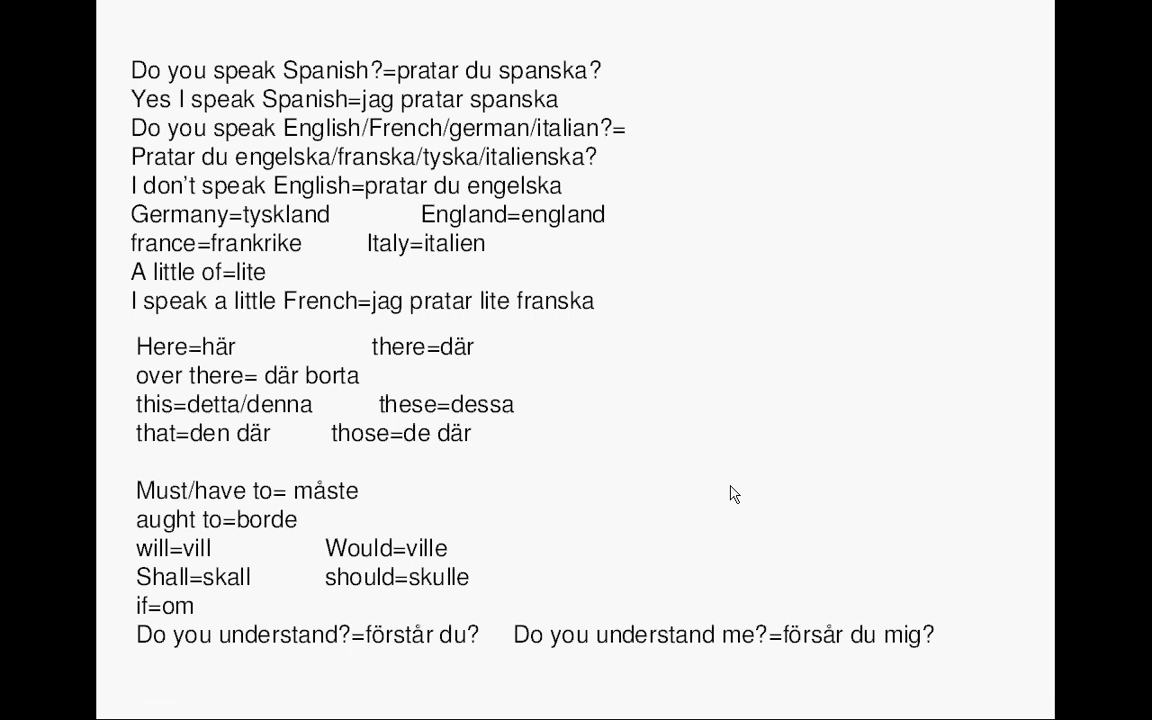 Do you speak Spanish?=pratar du spanska?
Yes I speak Spanish=jag pratar spanska
Do you speak English/French/german/italian?=
Pratar du engelska/franska/tyska/italienska?
I don’t speak English=pratar du engelska
Germany=tyskland England=england
france=frankrike Italy=italien
A little of=lite
I speak a little French=jag pratar lite franska
Here=här there=där
over there= där borta
this=detta/denna these=dessa
that=den där those=de där
Must/have to= måste
aught to=borde
will=vill Would=ville
Shall=skall should=skulle
if=om
Do you understand?=förstår du? Do you understand me?=försår du mig?